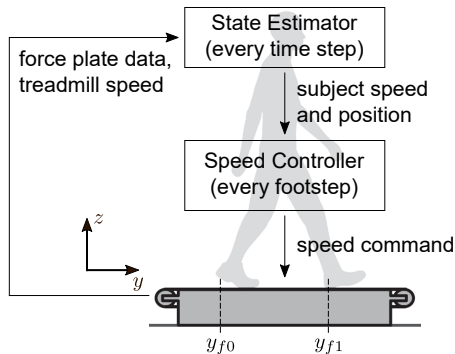 State Estimator
(every time step)
force plate data,
treadmill speed
subject speed
and position
Speed Controller
(every footstep)
speed command
z
y
y_{f0}
y_{f1}